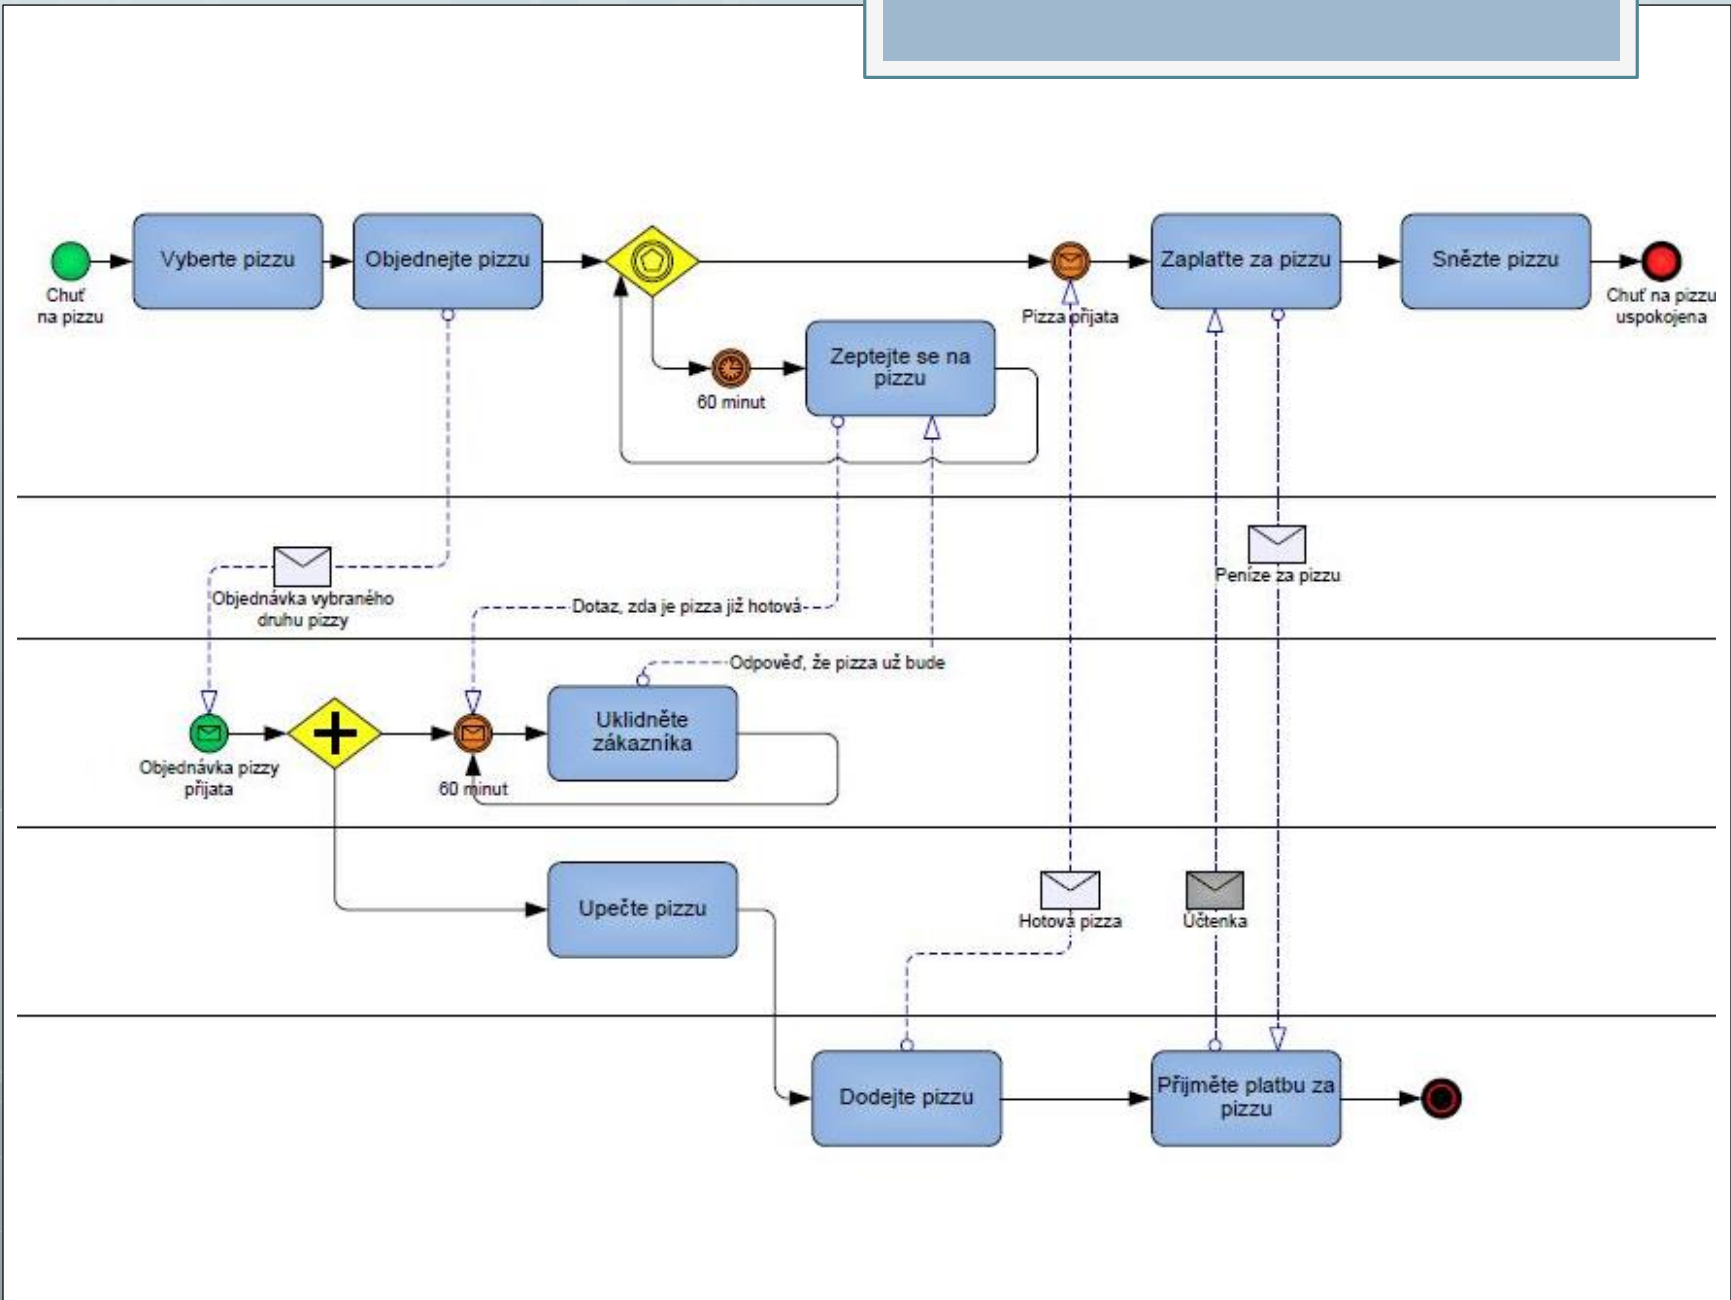 Vyberte pizzu
Objednejte pizzu
Zaplaťte za pizzu
Snězte pizzu
Chuť
na pizzu
Chuť na pizzu
uspokojena
Pizza přijata
Zeptejte se na
pizzu
60 minut
Peníze za pizzu
Objednávka vybraného
druhu pizzy
Dotaz, zda je pizza již hotová
Odpověď, že pizza už bude
Uklidněte
zákazníka
Objednávka pizzy
přijata
60 minut
Upečte pizzu
Hotová pizza
Účtenka
Dodejte pizzu
Přijměte platbu za
pizzu